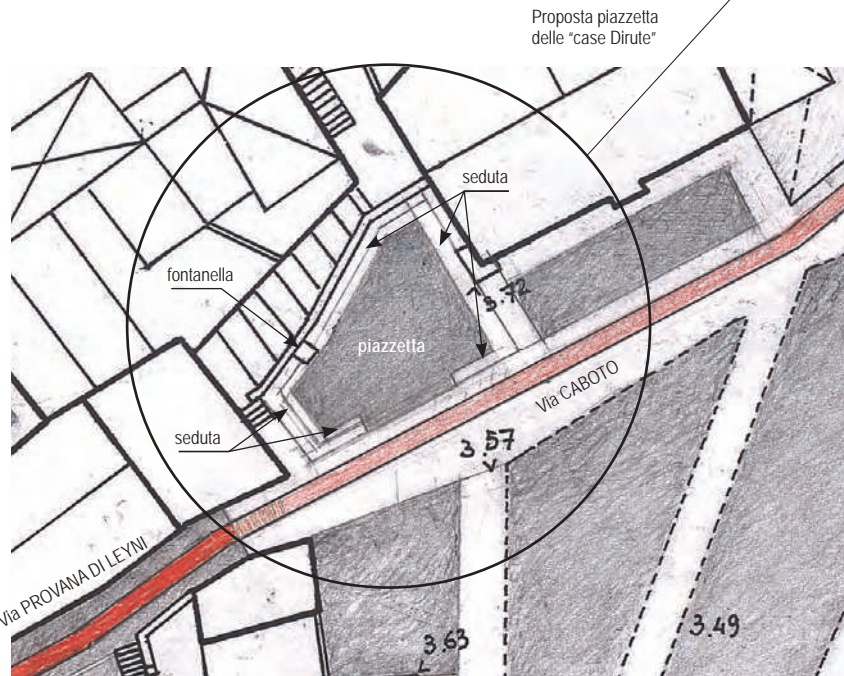 Proposta piazzetta
delle "case Dirute"
seduta
fontanella
3.72
piazzetta
Via CABOTO
seduta
3.57
Via PROVANA DI LEYNI
3.63
3.49